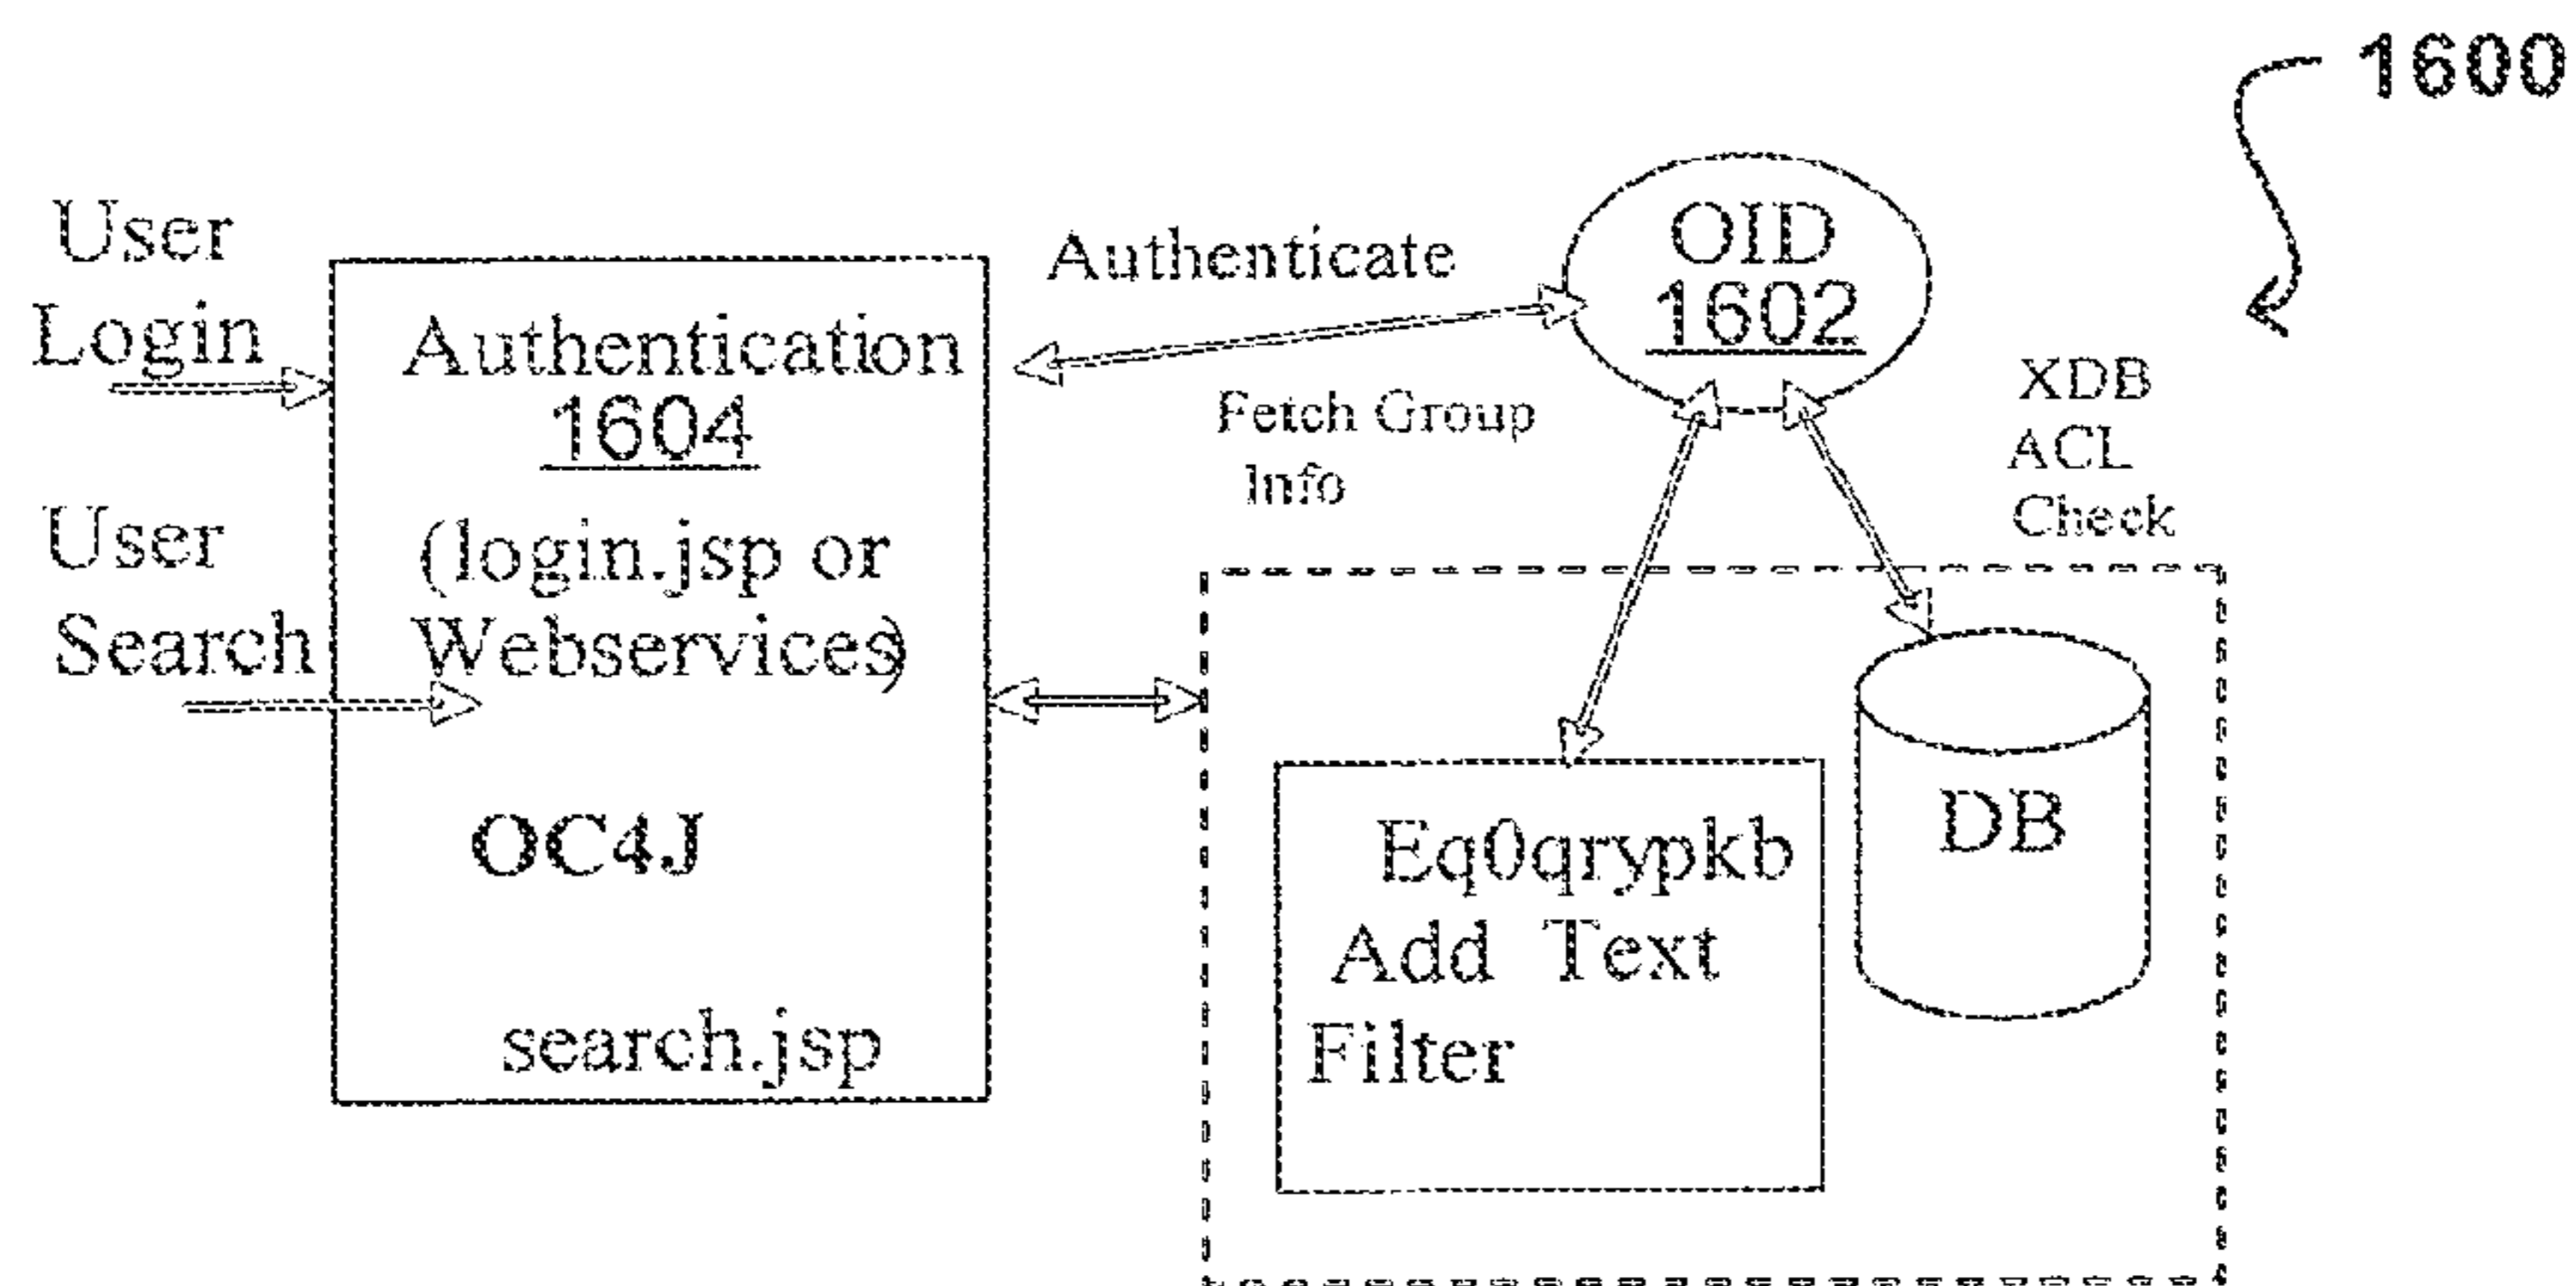 1600
User
Login
User
Search
Authentication
1604
(login.jsp or
Webservices)
OC4J
search.jsp
Authenticate
OID
1602
Fetch Group
Info
XDB
ACL
Check
Eq0qrypkb
Add Text
Filter
DB